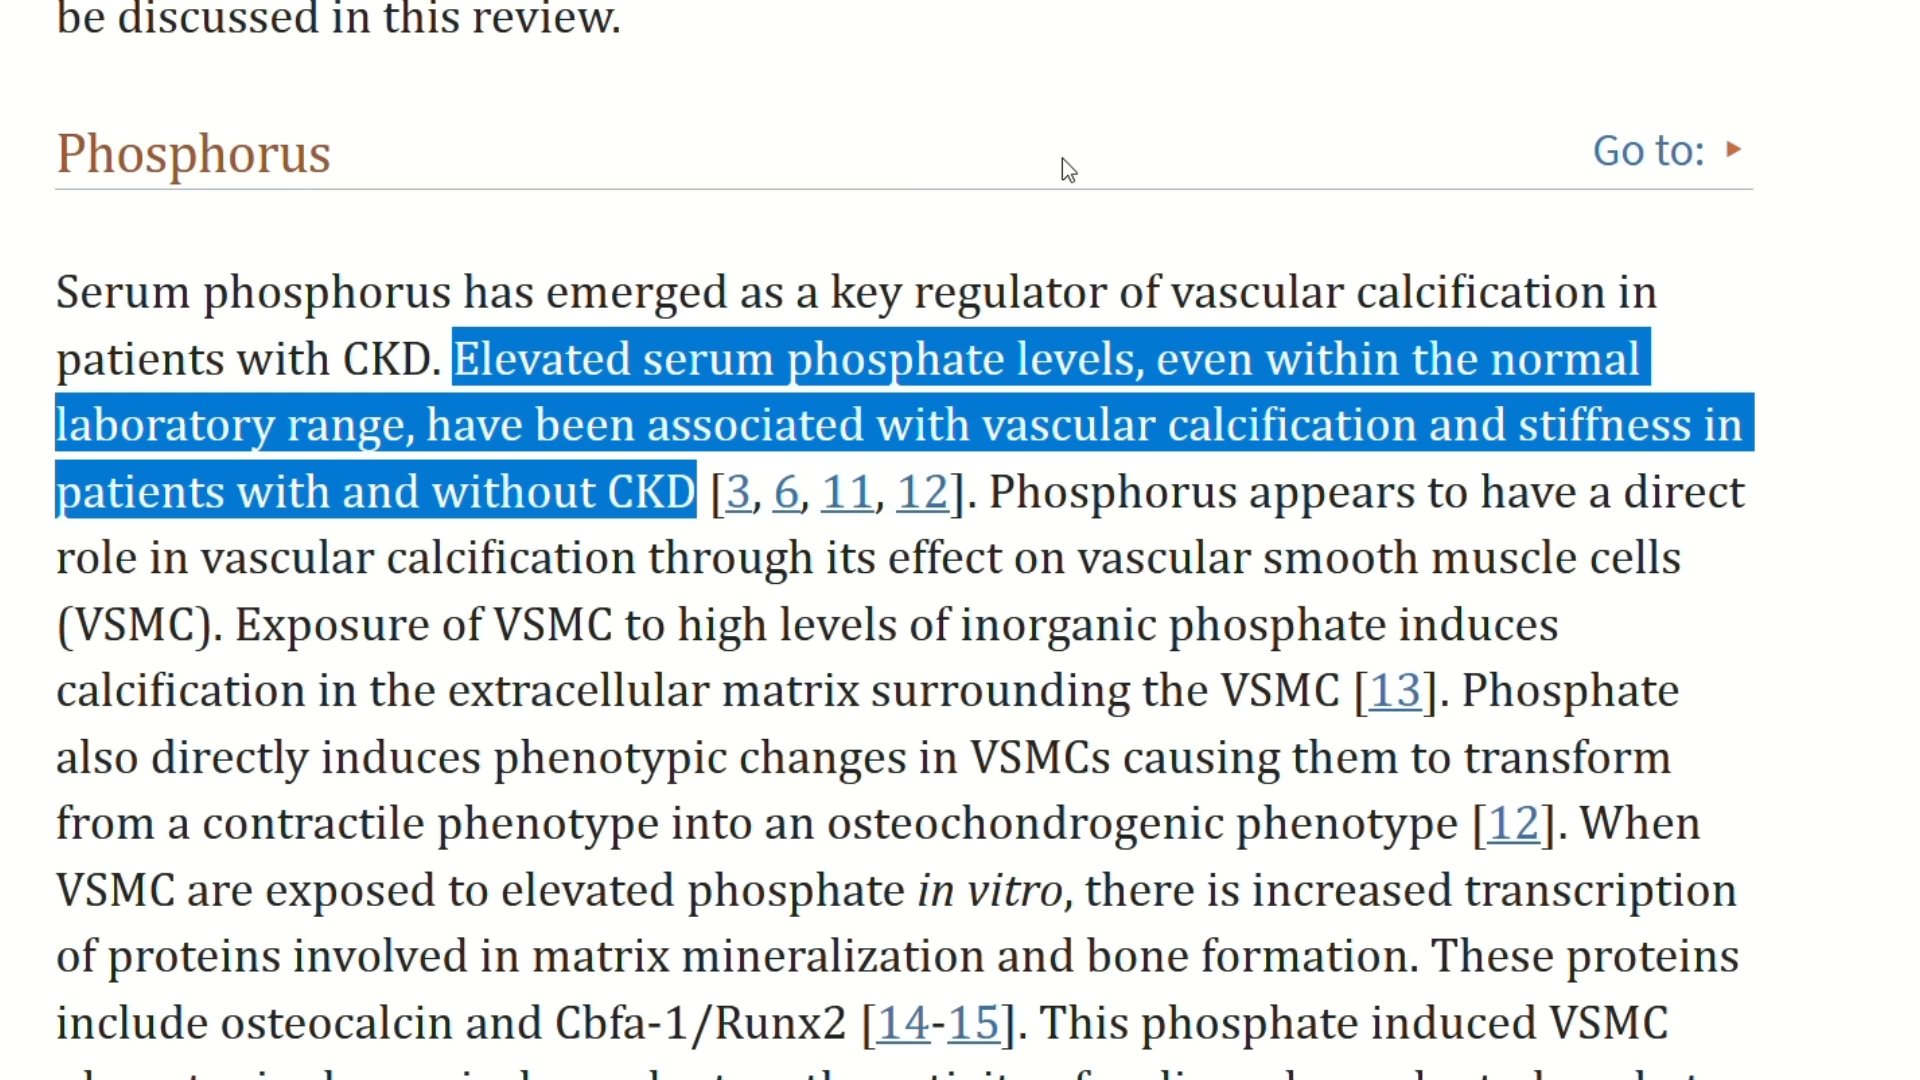 be discussed in this review.
Phosphorus
Go to:
Serum phosphorus has emerged as a key regulator of vascular calcification in
patients with CKD. Elevated serum phosphate levels, even within the normal
laboratory range, have been associated with vascular calcification and stiffness in
patients with and without CKD [3, 6, 11, 12]. Phosphorus appears to have a direct
role in vascular calcification through its effect on vascular smooth muscle cells
(VSMC). Exposure of VSMC to high levels of inorganic phosphate induces
calcification in the extracellular matrix surrounding the VSMC [13]. Phosphate
also directly induces phenotypic changes in VSMCs causing them to transform
from a contractile phenotype into an osteochondrogenic phenotype [12]. When
VSMC are exposed to elevated phosphate in vitro, there is increased transcription
of proteins involved in matrix mineralization and bone formation. These proteins
include osteocalcin and Cbfa-1/Runx2 [14-15]. This phosphate induced VSMC